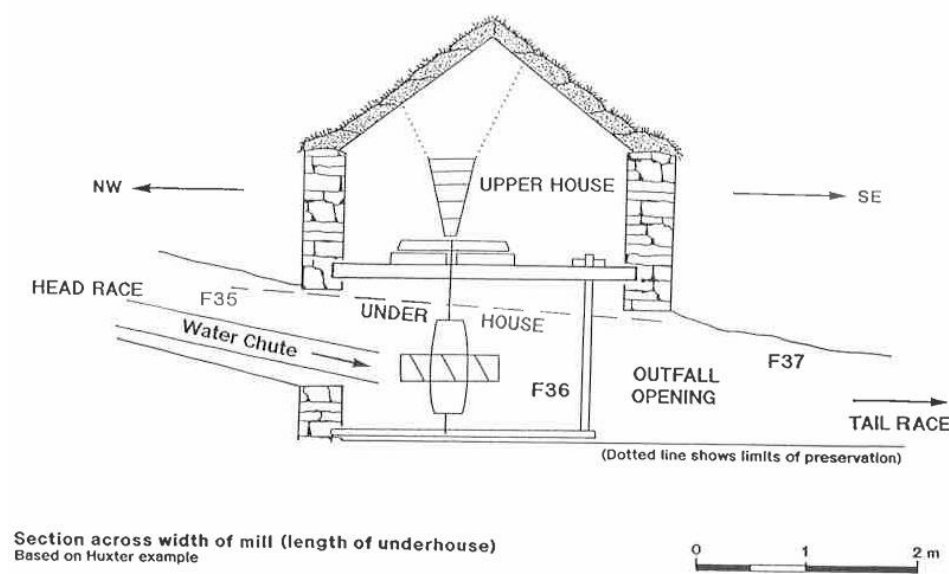 NW
UPPER HOUSE
SE
HEAD RACE
F35
UNDER HOUSE
Water Chute
F36
OUTFALL
OPENING
F37
TAIL RACE
(Dotted line shows limits of preservation)
Section across width of mill (length of underhouse)
Based on Huxter example
0 1 2 m